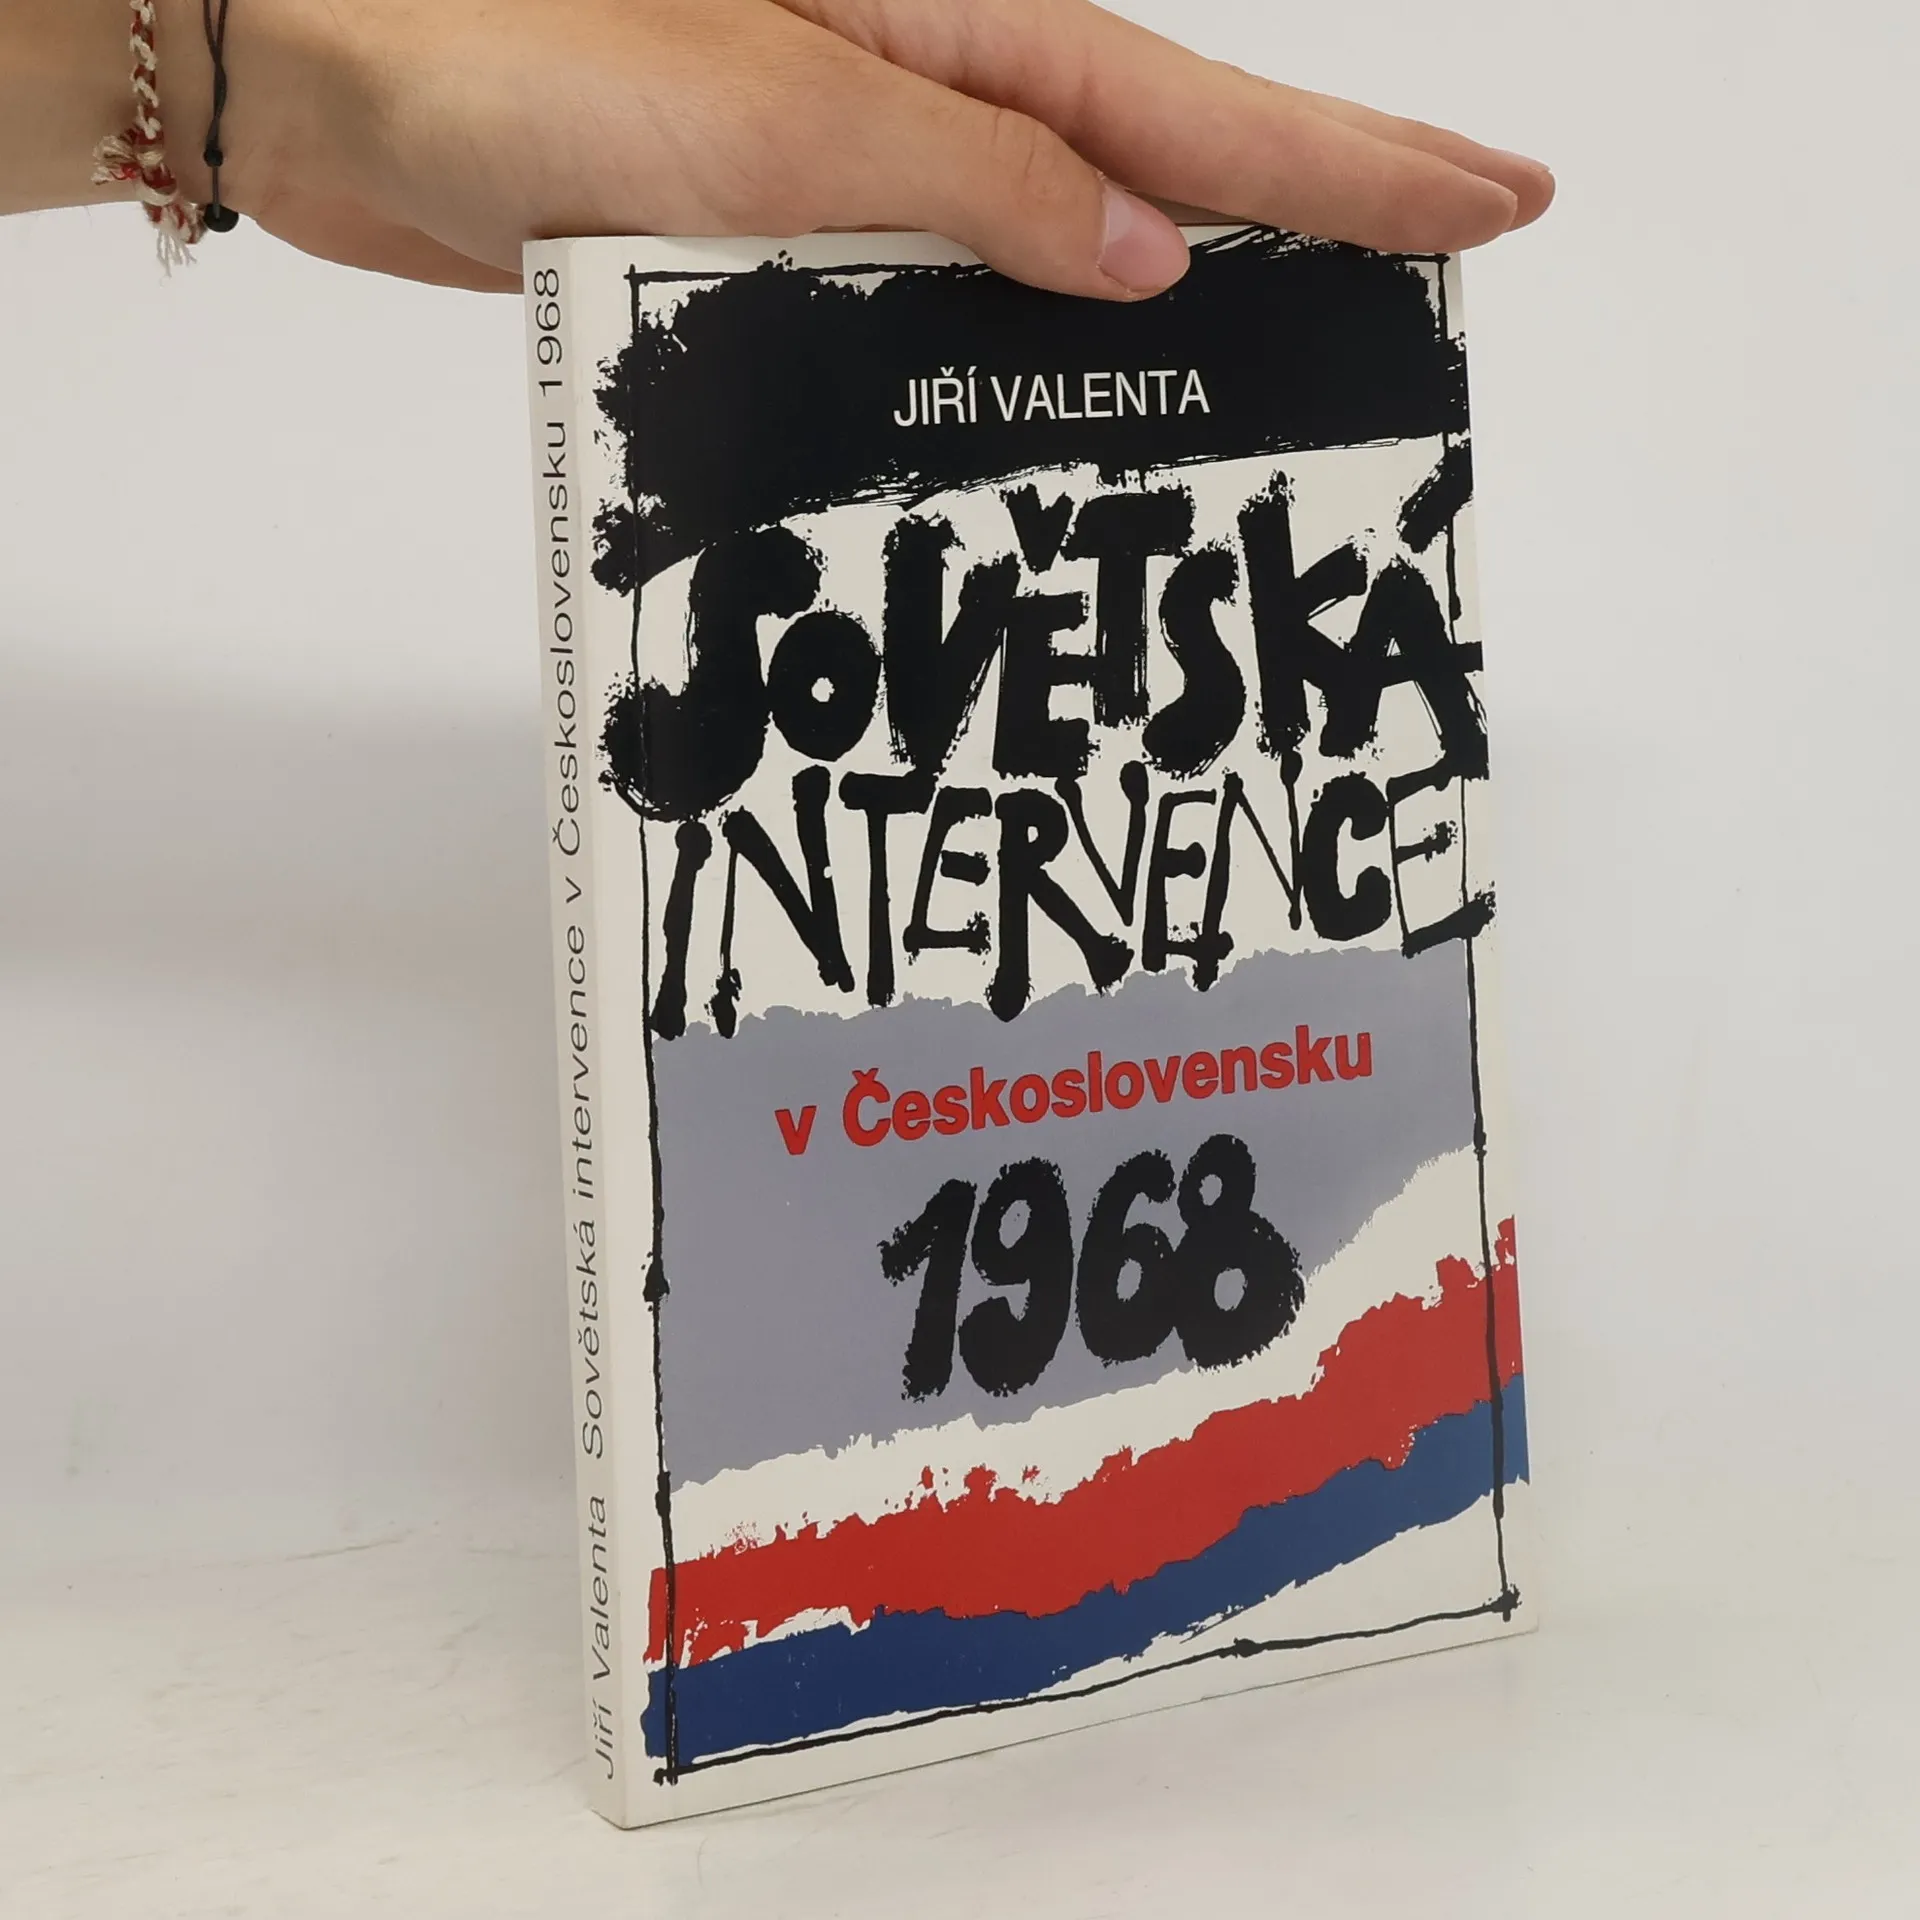 Jiří Valenta Sovětská intervence v Československu 1968
JIŘÍ VALENTA
SOVĚTSKÁ
INTERVENCE
v Československu
1968